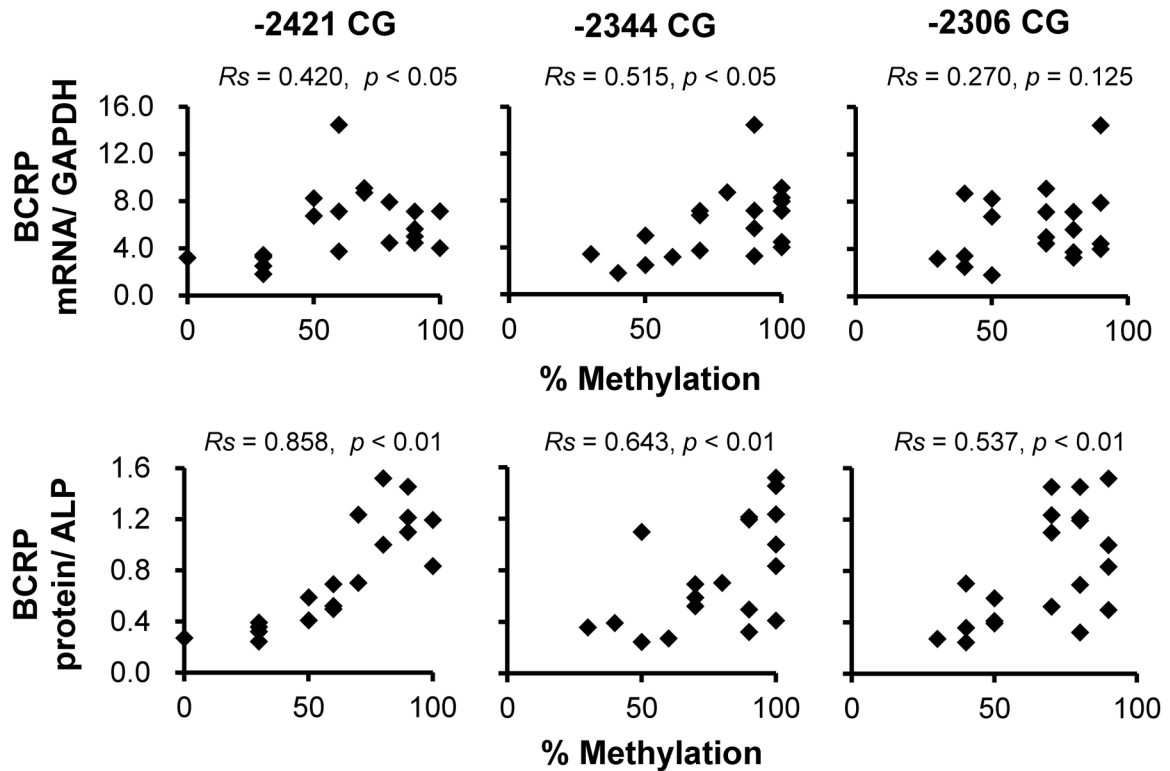 -2421 CG -2344 CG -2306 CG
Rs = 0.420, p < 0.05 Rs = 0.515, p < 0.05 Rs = 0.270, p = 0.125
BCRP
mRNA/ GAPDH
16.0
12.0
8.0
4.0
0.0
0 50 100 0 50 100 0 50 100
% Methylation
Rs = 0.858, p < 0.01 Rs = 0.643, p < 0.01 Rs = 0.537, p < 0.01
BCRP
protein/ ALP
1.6
1.2
0.8
0.4
0.0
0 50 100 0 50 100 0 50 100
% Methylation